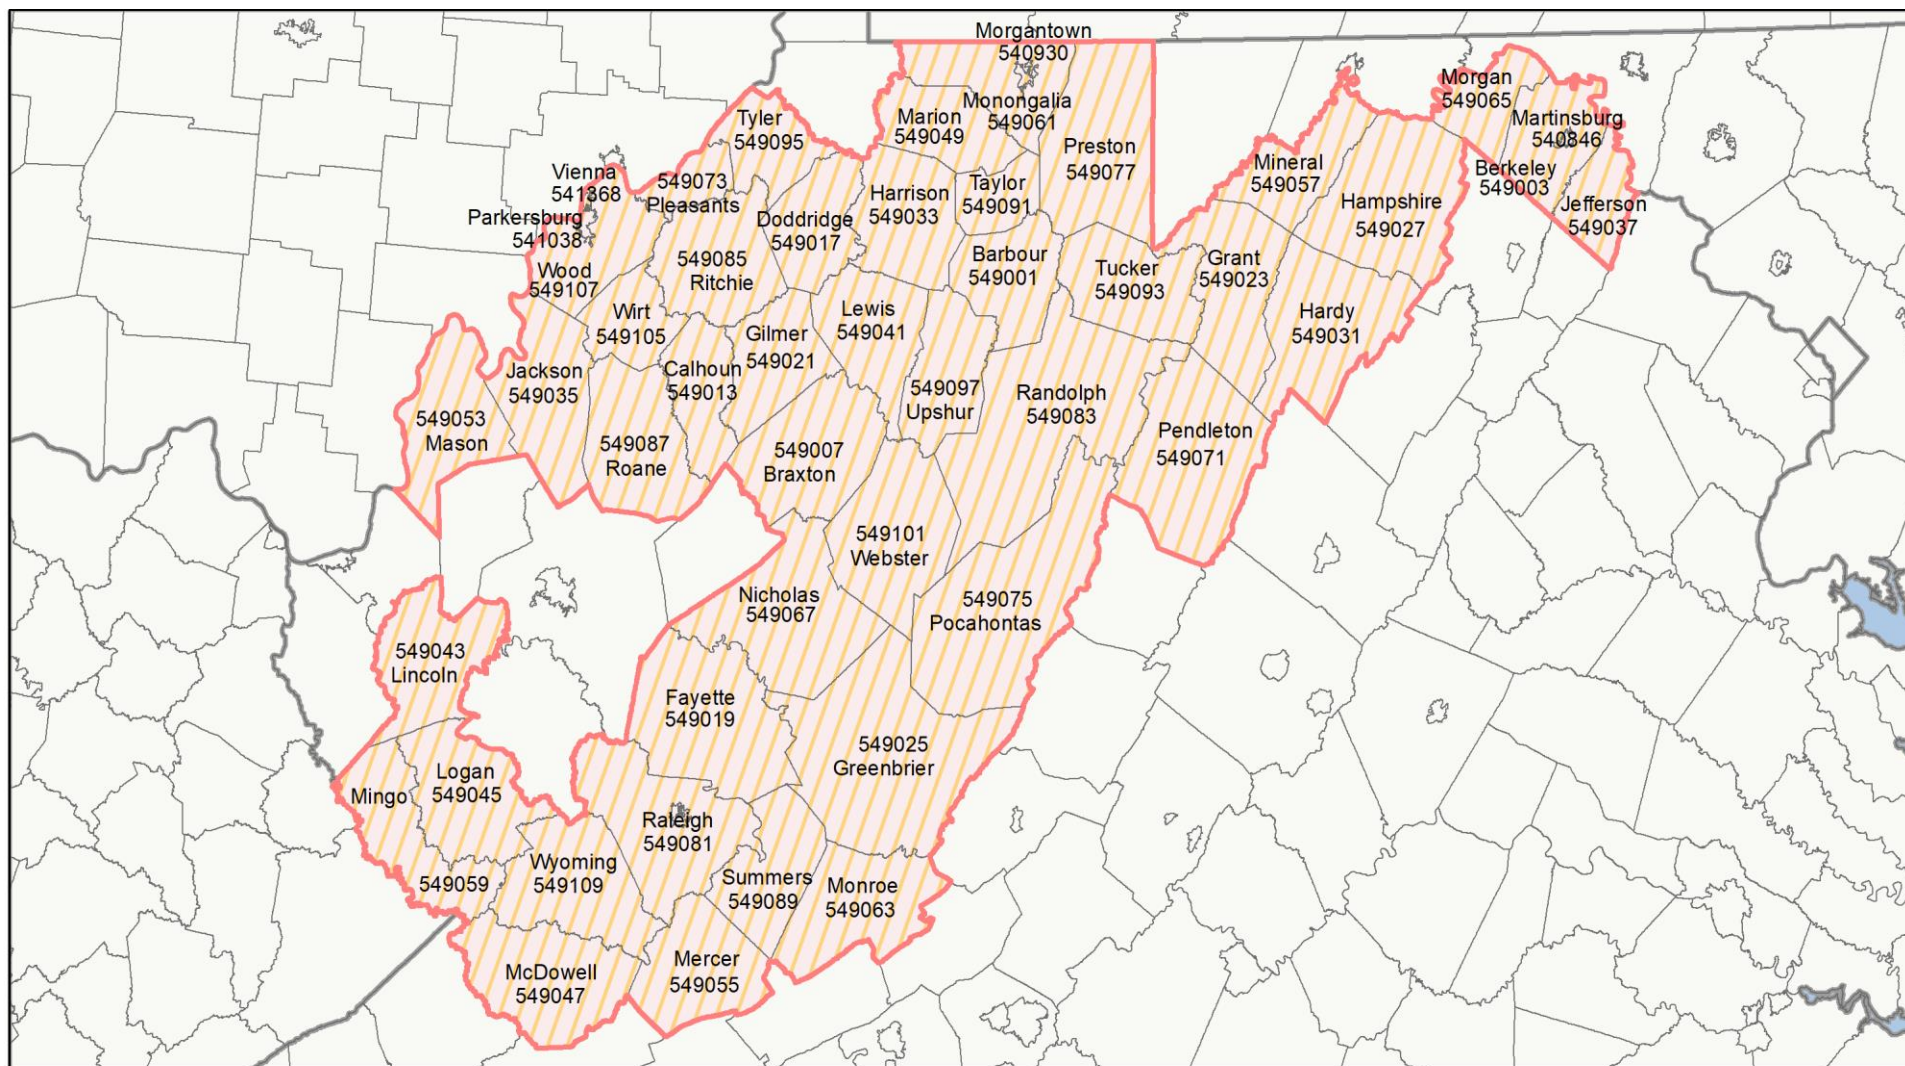 Morgantown
540930
Morgan
549065
Tyler
549095
Marion
549049
Monongalia
549061
Martinsburg
540846
Preston
549077
Mineral
549057
Berkeley
549003
Vienna
541368
549073
Pleasants
Taylor
549091
Harrison
549033
Hampshire
549027
Jefferson
549037
Parkersburg
541038
Doddridge
549017
Barbour
549001
549085
Ritchie
Tucker
549093
Grant
549023
Wood
549107
Wirt
549105
Lewis
549041
Hardy
549031
Gilmer
549021
Calhoun
549013
Jackson
549035
549097
Upshur
Randolph
549083
549053
Mason
Pendleton
549071
549087
Roane
549007
Braxton
549101
Webster
Nicholas
549067
549075
Pocahontas
549043
Lincoln
Fayette
549019
549025
Greenbrier
Logan
549045
Mingo
549059
Raleigh
549081
Wyoming
549109
Summers
549089
Monroe
549063
McDowell
549047
Mercer
549055